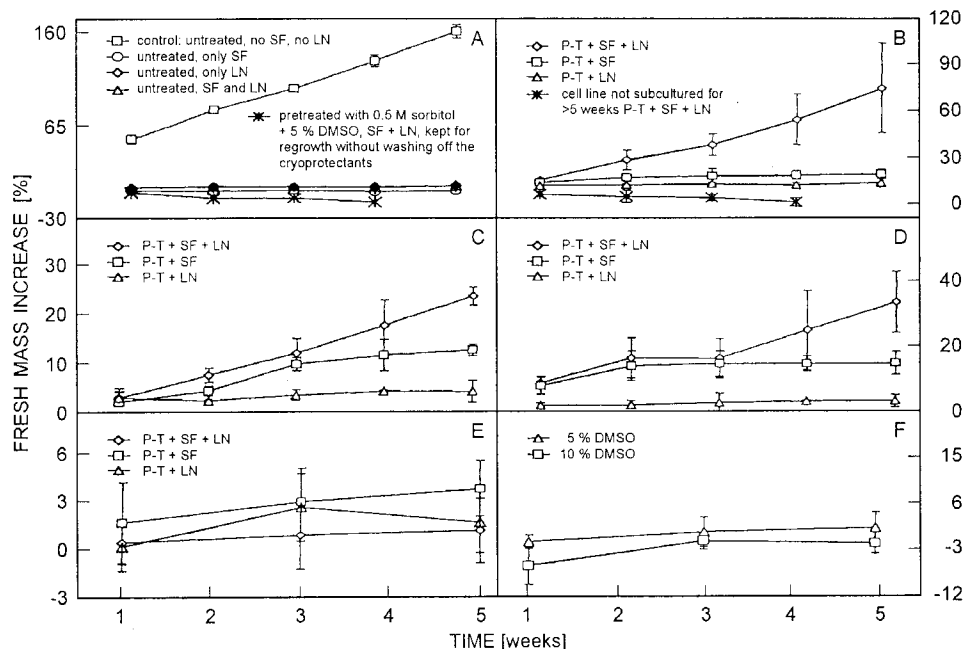 A
160
65
-30
control: untreated, no SF, no LN
untreated, only SF
untreated, only LN
untreated, SF and LN
pretreated with 0.5 M sorbitol
+ 5 % DMSO, SF + LN, kept for
regrowth without washing off the
cryoprotectants
B
120
90
60
30
0
P-T + SF + LN
P-T + SF
P-T + LN
cell line not subcultured for
>5 weeks P-T + SF + LN
FRESH MASS INCREASE [%]
C
30
20
10
0
P-T + SF + LN
P-T + SF
P-T + LN
D
40
20
0
P-T + SF + LN
P-T + SF
P-T + LN
E
6
3
0
-3
P-T + SF + LN
P-T + SF
P-T + LN
F
15
6
-3
-12
5 % DMSO
10 % DMSO
1 2 3 4 5
1 2 3 4 5
TIME [weeks]